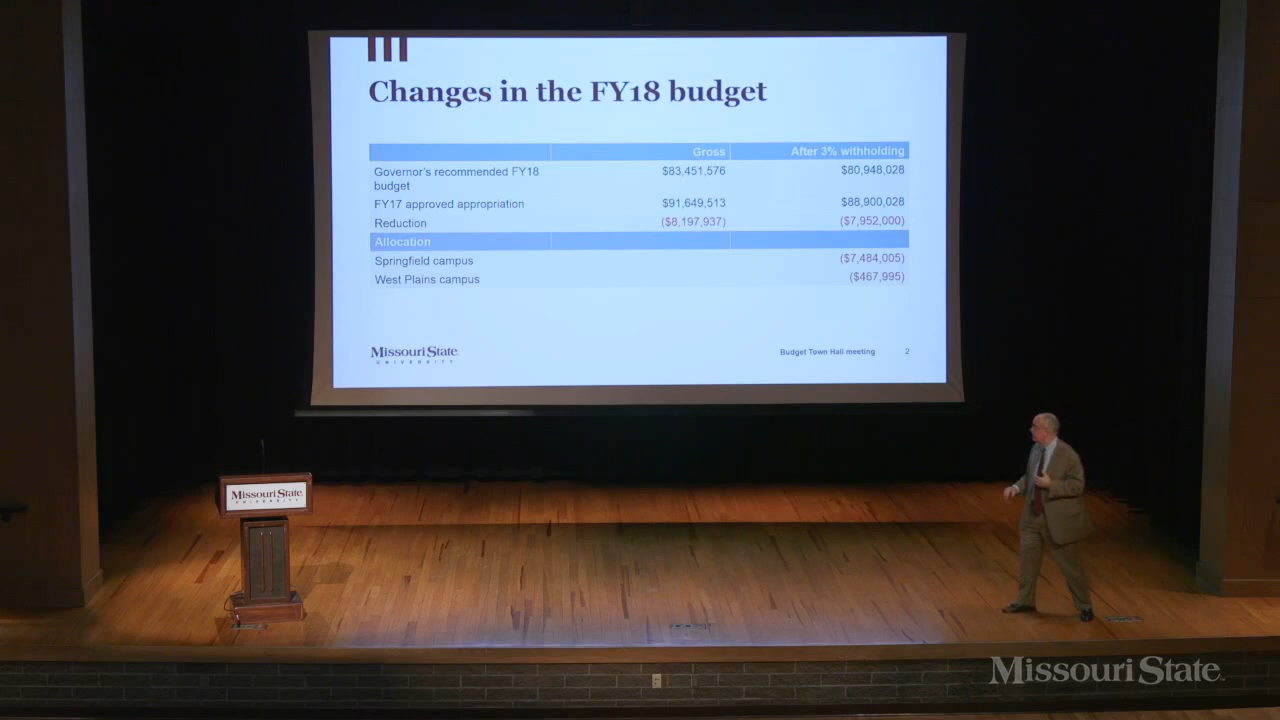 Changes in the FY18 budget
Gross After 3% withholding
Governor's recommended FY18 budget $83,451,576 $80,948,028
FY17 approved appropriation $91,649,513 $88,900,028
Reduction ($8,197,937) ($7,952,000)
Allocation
Springfield campus ($7,484,005)
West Plains campus ($467,995)
Missouri State
UNIVERSITY
Budget Town Hall meeting 2
Missouri State
UNIVERSITY
Missouri State